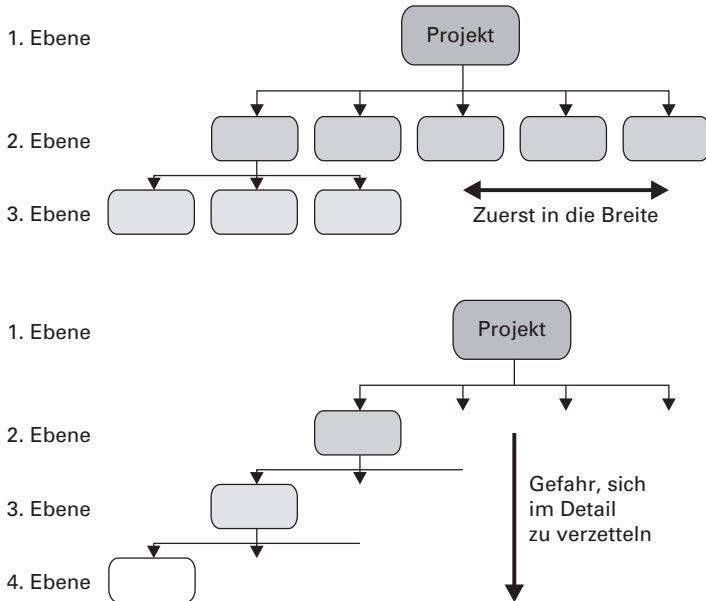 1. Ebene
Projekt
2. Ebene
3. Ebene
Zuerst in die Breite
1. Ebene
Projekt
2. Ebene
3. Ebene
Gefahr, sich
im Detail
zu verzetteln
4. Ebene